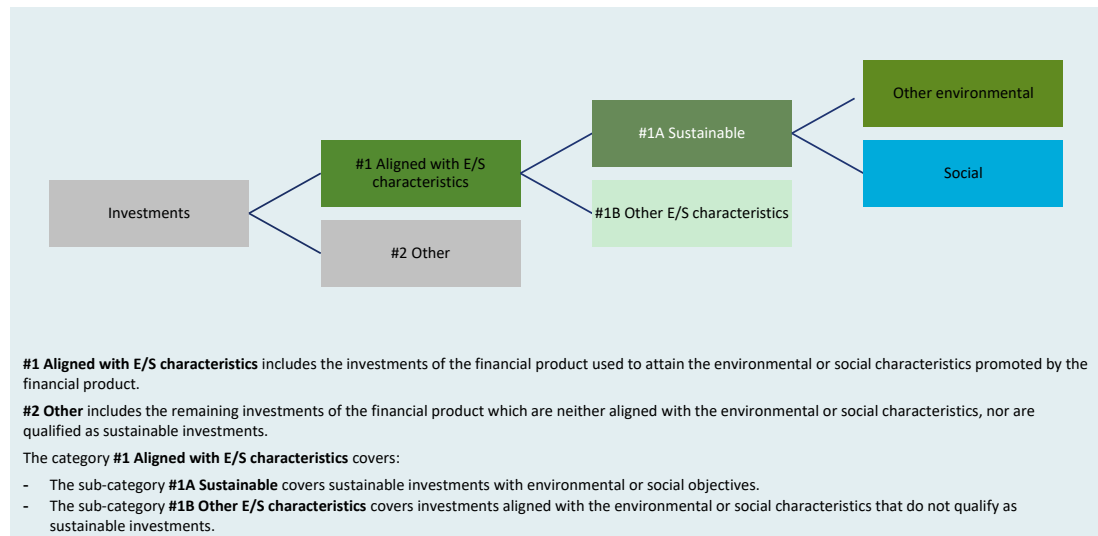 Other environmental
#1A Sustainable
#1 Aligned with E/S
characteristics
Social
Investments
#1B Other E/S characteristics
#2 Other
#1 Aligned with E/S characteristics includes the investments of the financial product used to attain the environmental or social characteristics promoted by the
financial product.
#2 Other includes the remaining investments of the financial product which are neither aligned with the environmental or social characteristics, nor are
qualified as sustainable investments.
The category #1 Aligned with E/S characteristics covers:
- The sub-category #1A Sustainable covers sustainable investments with environmental or social objectives.
- The sub-category #1B Other E/S characteristics covers investments aligned with the environmental or social characteristics that do not qualify as
sustainable investments.